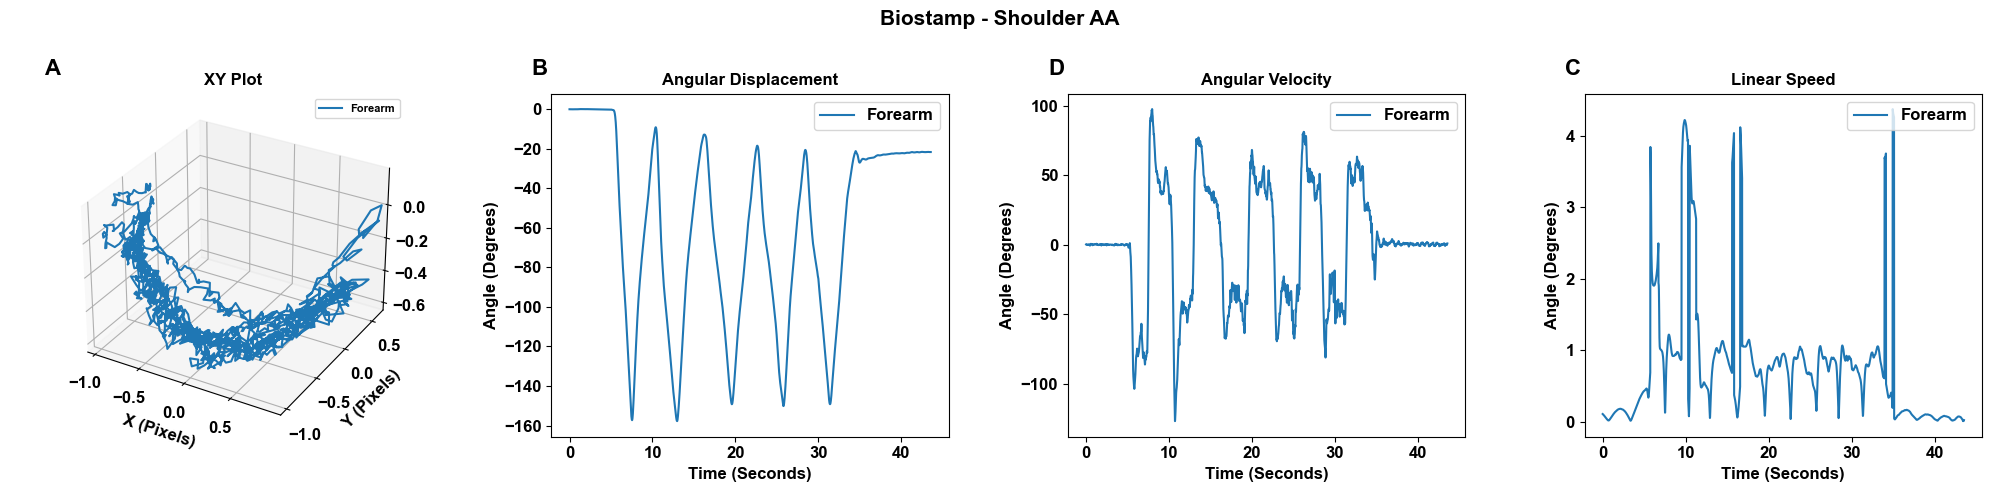 Biostamp - Shoulder AA
A
XY Plot
Forearm
0.0
−0.2
−0.4
−0.6
−1.0
−0.5
0.0
0.5
X (Pixels)
−1.0
−0.5
0.0
0.5
Y (Pixels)
B
Angular Displacement
Forearm
0
−20
−40
−60
−80
−100
−120
−140
−160
Angle (Degrees)
0 10 20 30 40
Time (Seconds)
D
Angular Velocity
Forearm
100
50
0
−50
−100
Angle (Degrees)
0 10 20 30 40
Time (Seconds)
C
Linear Speed
Forearm
4
3
2
1
0
Angle (Degrees)
0 10 20 30 40
Time (Seconds)